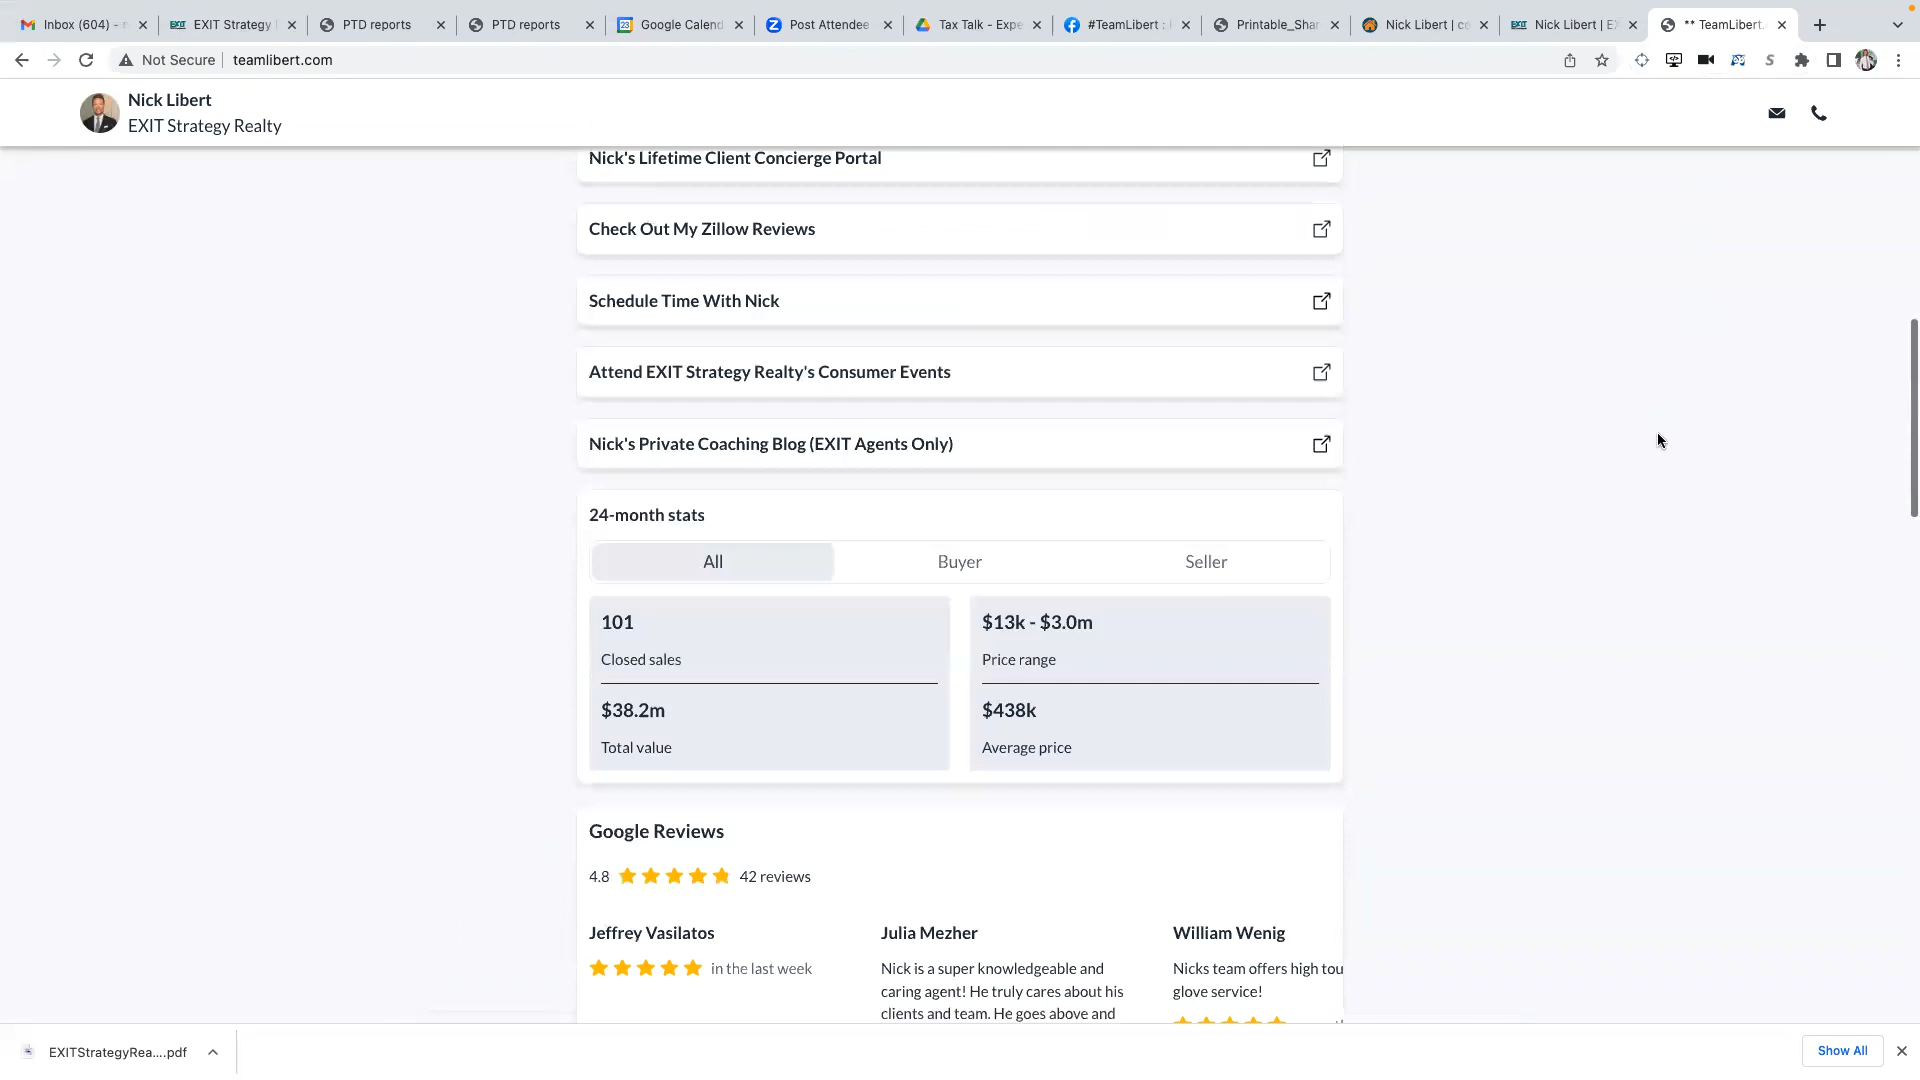 Inbox (604) -
EXIT Strategy
PTD reports
PTD reports
Google Calend
Post Attendee
Tax Talk - Expe
#TeamLibert :
Printable_Shar
Nick Libert | co
Nick Libert | EX
** TeamLibert.
Not Secure
teamlibert.com
Nick Libert
EXIT Strategy Realty
Nick's Lifetime Client Concierge Portal
Check Out My Zillow Reviews
Schedule Time With Nick
Attend EXIT Strategy Realty's Consumer Events
Nick's Private Coaching Blog (EXIT Agents Only)
24-month stats
All
Buyer
Seller
101
Closed sales
$38.2m
Total value
$13k - $3.0m
Price range
$438k
Average price
Google Reviews
4.8
42 reviews
Jeffrey Vasilatos
in the last week
Julia Mezher
Nick is a super knowledgeable and
caring agent! He truly cares about his
clients and team. He goes above and
William Wenig
Nicks team offers high tou
glove service!
EXITStrategyRea....pdf
Show All